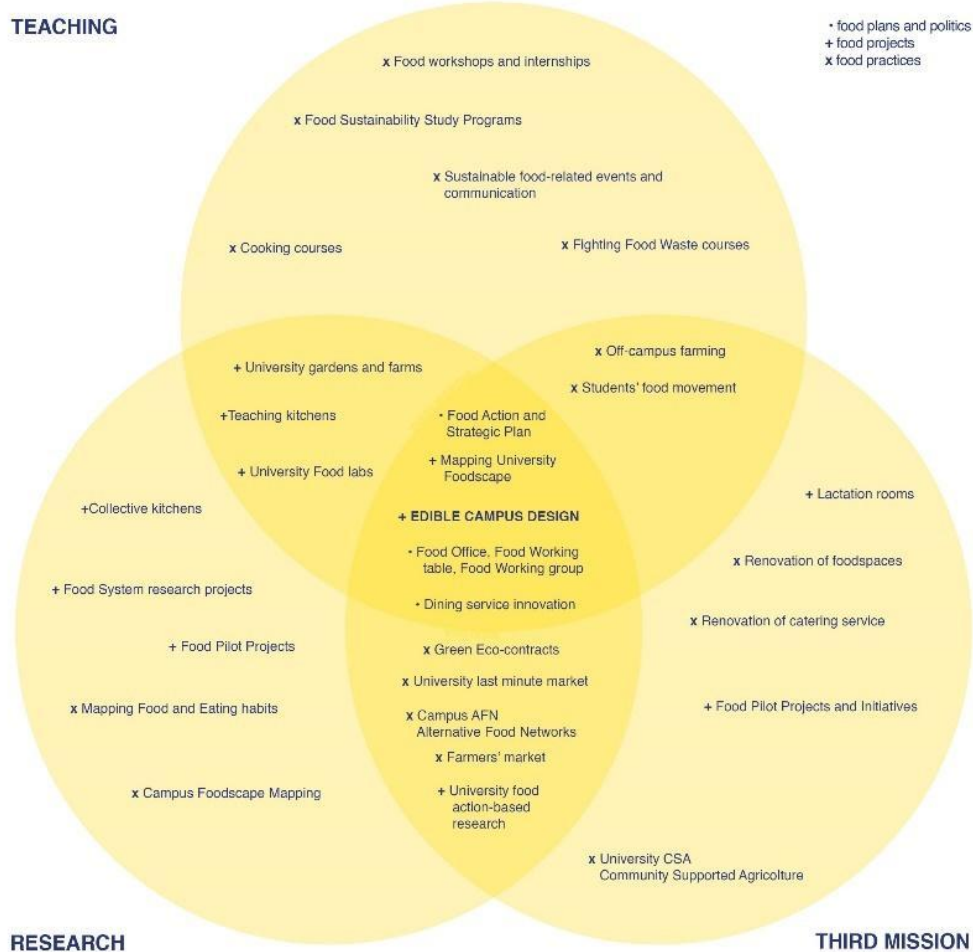 TEACHING
· food plans and politics
+ food projects
x food practices
x Food workshops and internships
x Food Sustainability Study Programs
x Sustainable food-related events and
communication
x Cooking courses
x Fighting Food Waste courses
+ University gardens and farms
+Teaching kitchens
+ University Food labs
x Off-campus farming
x Students' food movement
· Food Action and
Strategic Plan
+ Mapping University
Foodscape
+ EDIBLE CAMPUS DESIGN
· Food Office, Food Working
table, Food Working group
· Dining service innovation
+Collective kitchens
+ Food System research projects
+ Food Pilot Projects
x Mapping Food and Eating habits
x Campus Foodscape Mapping
x Green Eco-contracts
x University last minute market
x Campus AFN
Alternative Food Networks
x Farmers' market
+ University food
action-based
research
+ Lactation rooms
x Renovation of foodspaces
x Renovation of catering service
+ Food Pilot Projects and Initiatives
x University CSA
Community Supported Agricolture
RESEARCH
THIRD MISSION